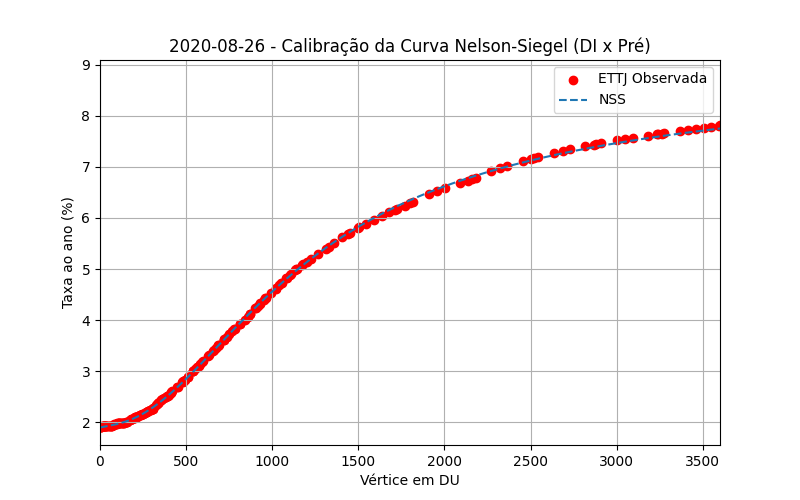 2020-08-26 - Calibração da Curva Nelson-Siegel (DI x Pré)
9
8
7
6
5
4
3
2
Taxa ao ano (%)
ETTJ Observada
NSS
0 500 1000 1500 2000 2500 3000 3500
Vértice em DU